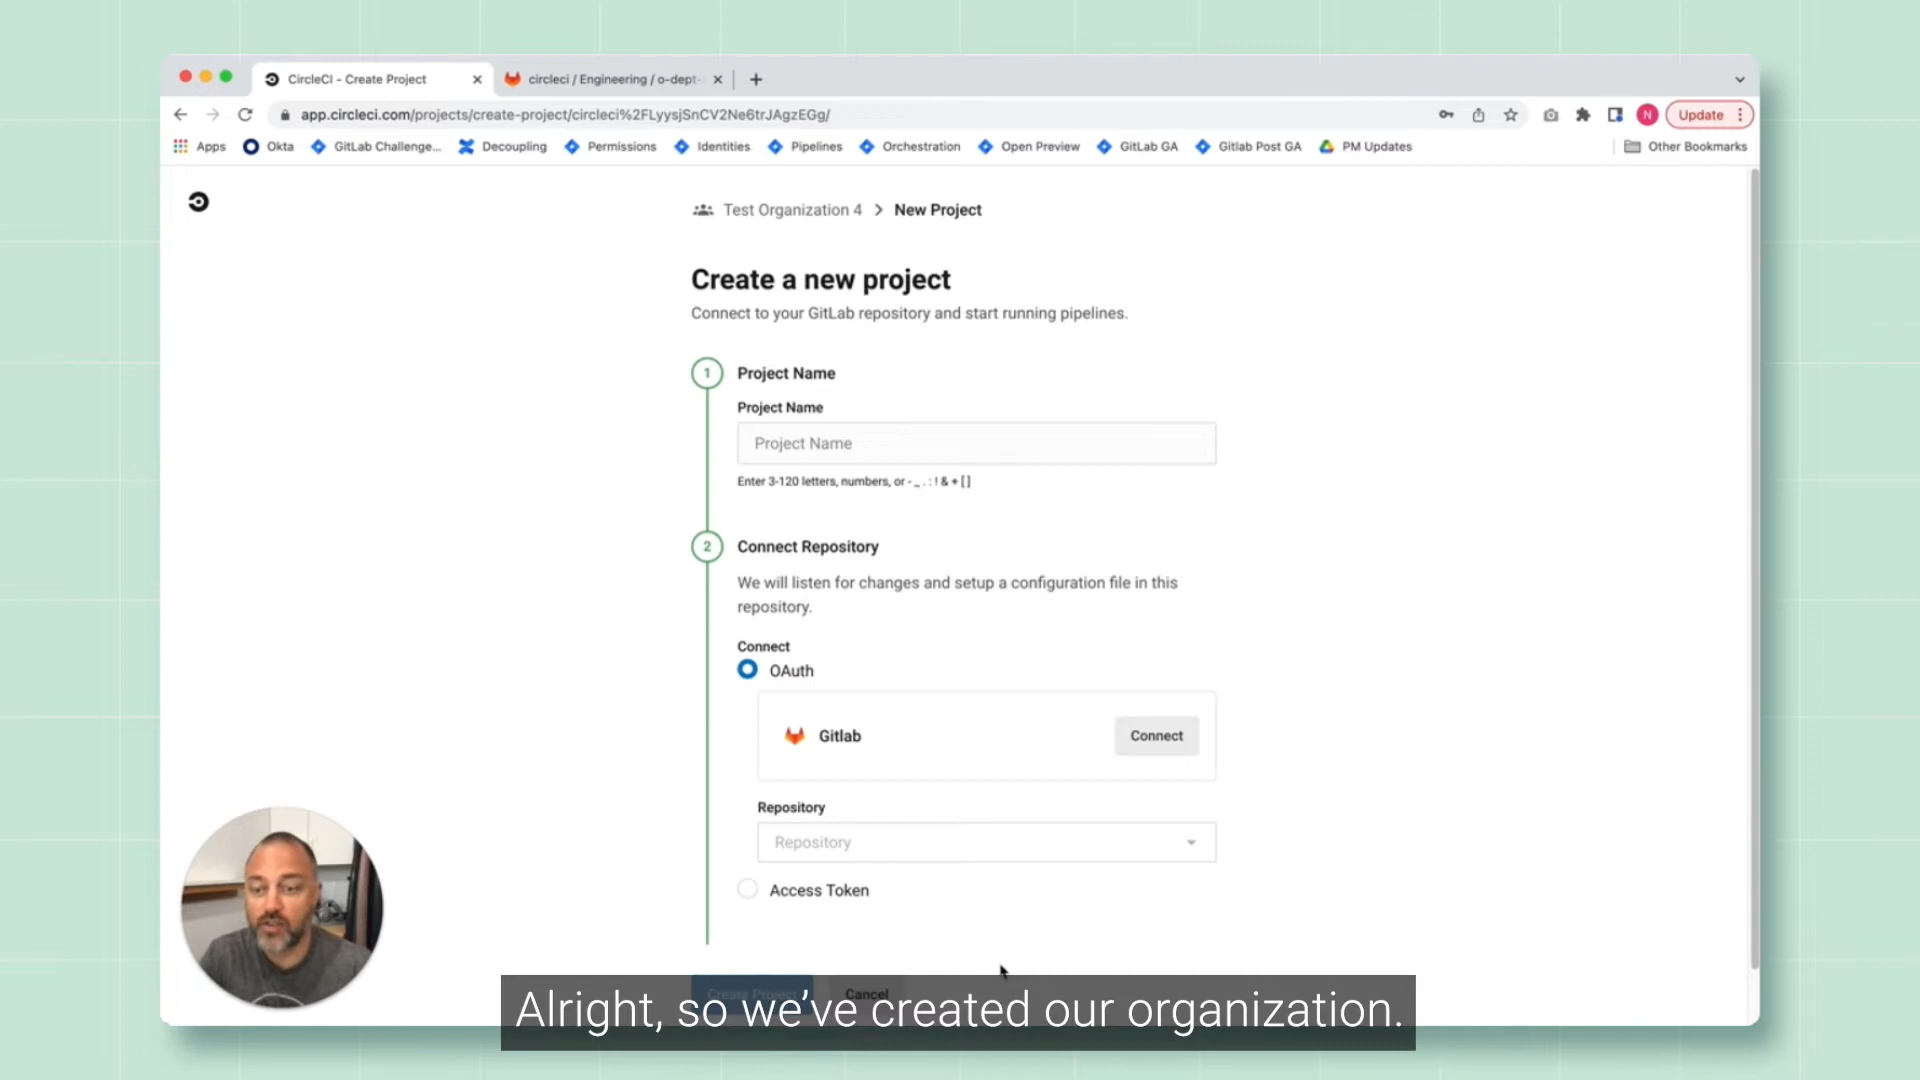 CircleCI - Create Project
circleci / Engineering / o-dept-
app.circleci.com/projects/create-project/circleci%2FLyysjSnCV2Ne6trJAgzEGg/
N
Update
Apps
Okta
GitLab Challenge...
Decoupling
Permissions
Identities
Pipelines
Orchestration
Open Preview
GitLab GA
Gitlab Post GA
PM Updates
Other Bookmarks
Test Organization 4 > New Project
Create a new project
Connect to your GitLab repository and start running pipelines.
1 Project Name
Project Name
Project Name
Enter 3-120 letters, numbers, or - _ . : ! & + [ ]
2 Connect Repository
We will listen for changes and setup a configuration file in this
repository.
Connect
OAuth
Gitlab
Connect
Repository
Repository
Access Token
Create Project
Cancel
Alright, so we’ve created our organization.